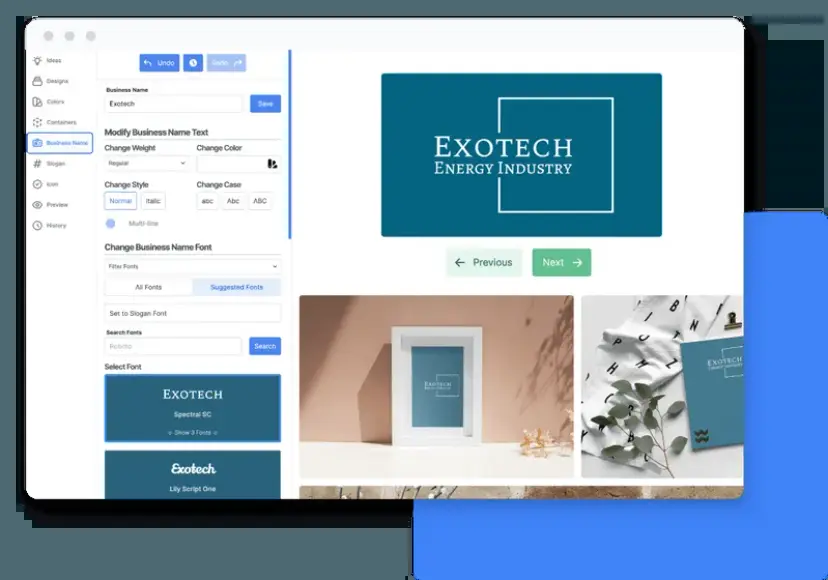 Ideas
Designs
Colors
Containers
Business Name
Slogan
Icon
Preview
History
Undo
Redo
Business Name
Exotech
Save
Modify Business Name Text
Change Weight
Change Color
Regular
Change Style
Change Case
Normal
Italic
abc
Abc
ABC
Multi-line
Change Business Name Font
Filter Fonts
All Fonts
Suggested Fonts
Set to Slogan Font
Search Fonts
Roboto
Search
Select Font
EXOTECH
Spectral SC
Show 3 Fonts
Exotech
Lily Script One
EXOTECH
ENERGY INDUSTRY
Previous
Next
EXOTECH
ENERGY INDUSTRY
EXOTECH
ENERGY INDUSTRY